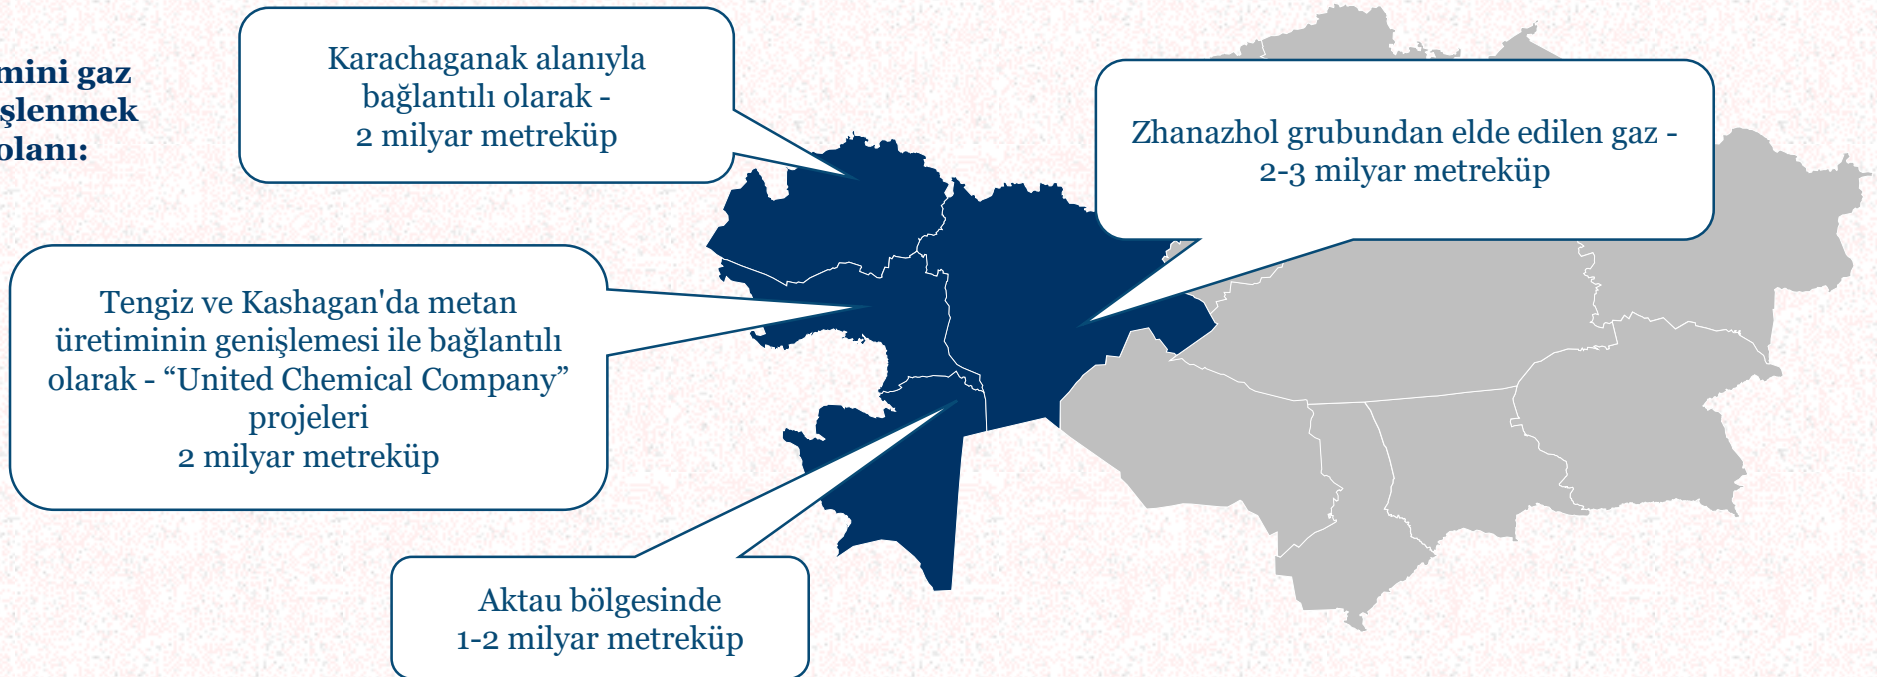 mini gaz
şlenmek
olanı:
Karachaganak alanıyla
bağlantılı olarak -
2 milyar metreküp
Zhanazhol grubundan elde edilen gaz -
2-3 milyar metreküp
Tengiz ve Kashagan'da metan
üretiminin genişlemesi ile bağlantılı
olarak - “United Chemical Company”
projeleri
2 milyar metreküp
Aktau bölgesinde
1-2 milyar metreküp